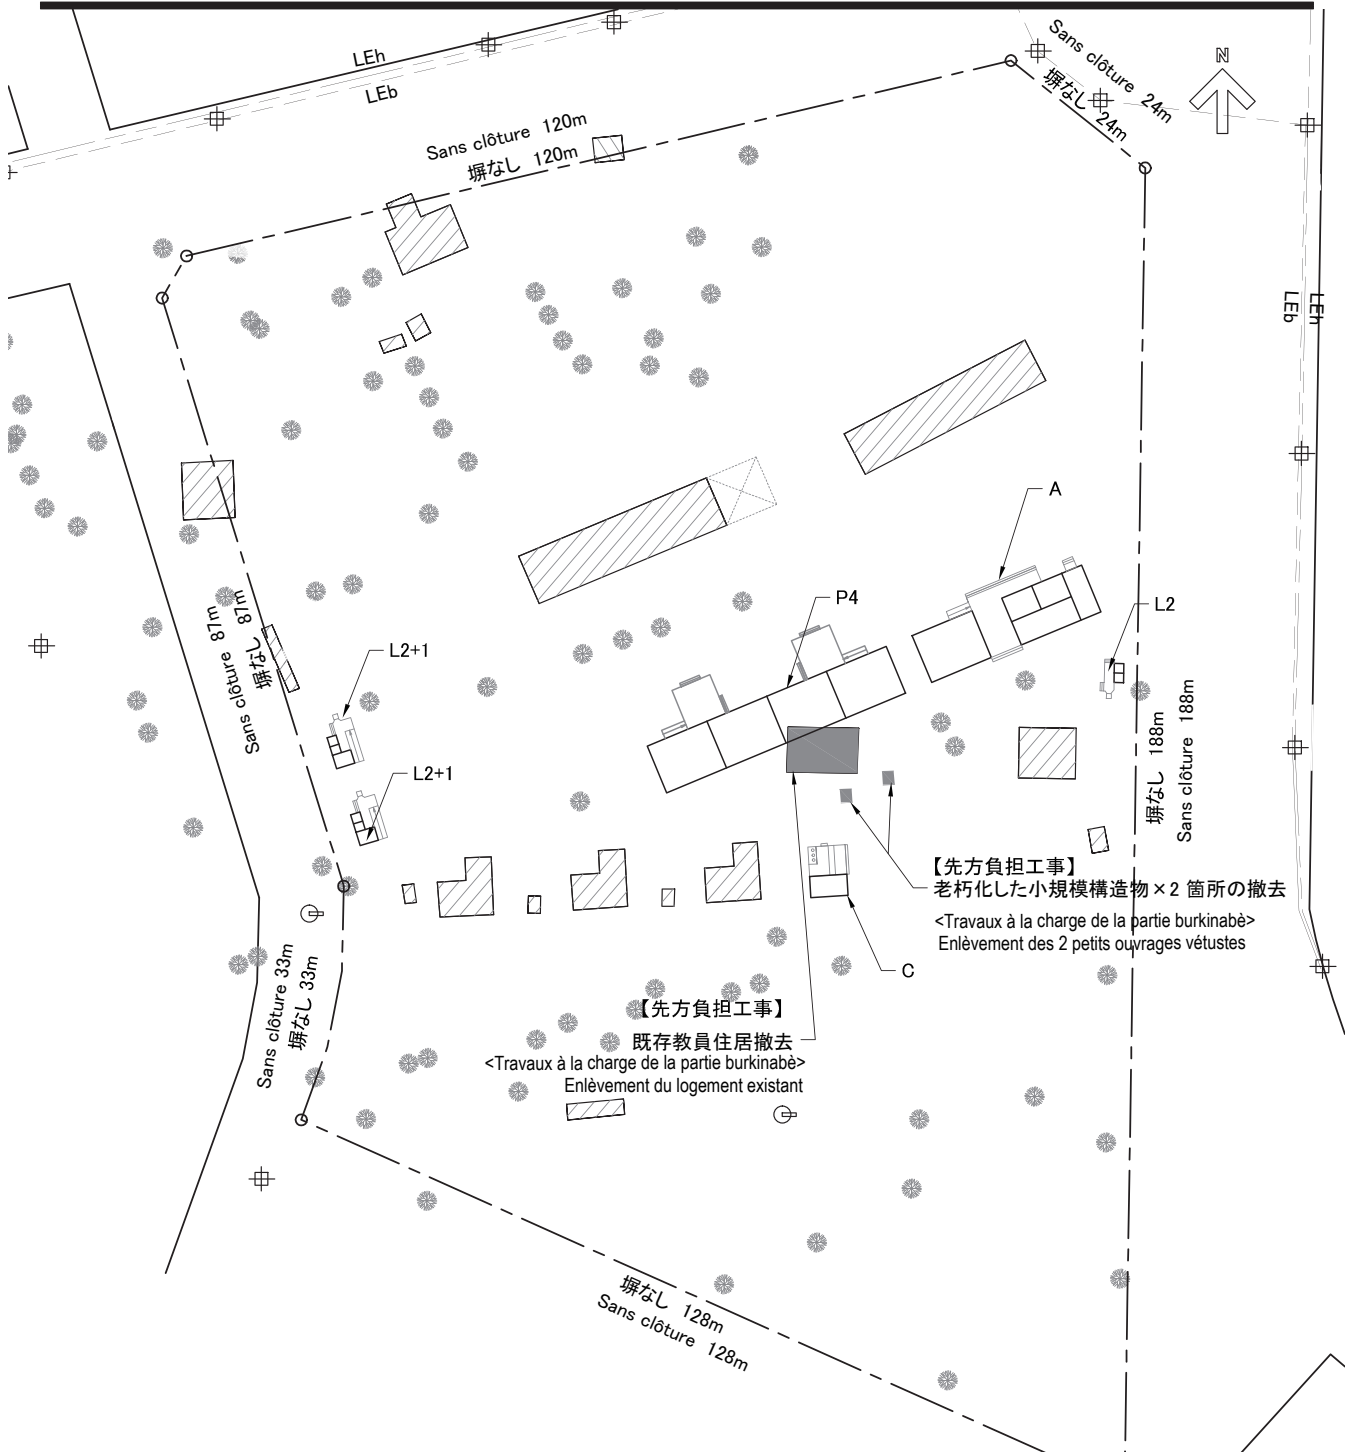 LEh
LEb
Sans clôture 120m
塀なし 120m
Sans clôture 24m
塀なし 24m
N
LEb
LEh
A
P4
L2
L2+1
L2+1
Sans clôture 87m
塀なし 87m
塀なし 188m
Sans clôture 188m
【先方負担工事】
老朽化した小規模構造物×2 箇所の撤去
<Travaux à la charge de la partie burkinabè>
Enlèvement des 2 petits ouvrages vétustes
C
Sans clôture 33m
塀なし 33m
【先方負担工事】
既存教員住居撤去
<Travaux à la charge de la partie burkinabè>
Enlèvement du logement existant
塀なし 128m
Sans clôture 128m